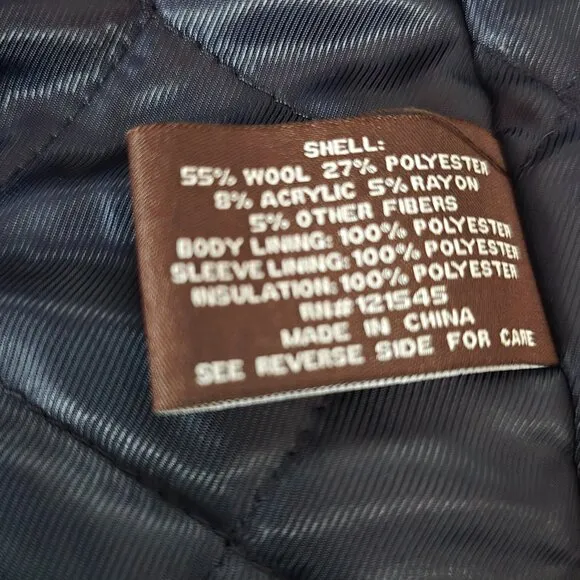 SHELL:
55% WOOL 27% POLYESTER
8% ACRYLIC 5% RAYON
5% OTHER FIBERS
BODY LINING: 100% POLYESTER
SLEEVE LINING: 100% POLYESTER
INSULATION: 100% POLYESTER
RN# 121545
MADE IN CHINA
SEE REVERSE SIDE FOR CARE